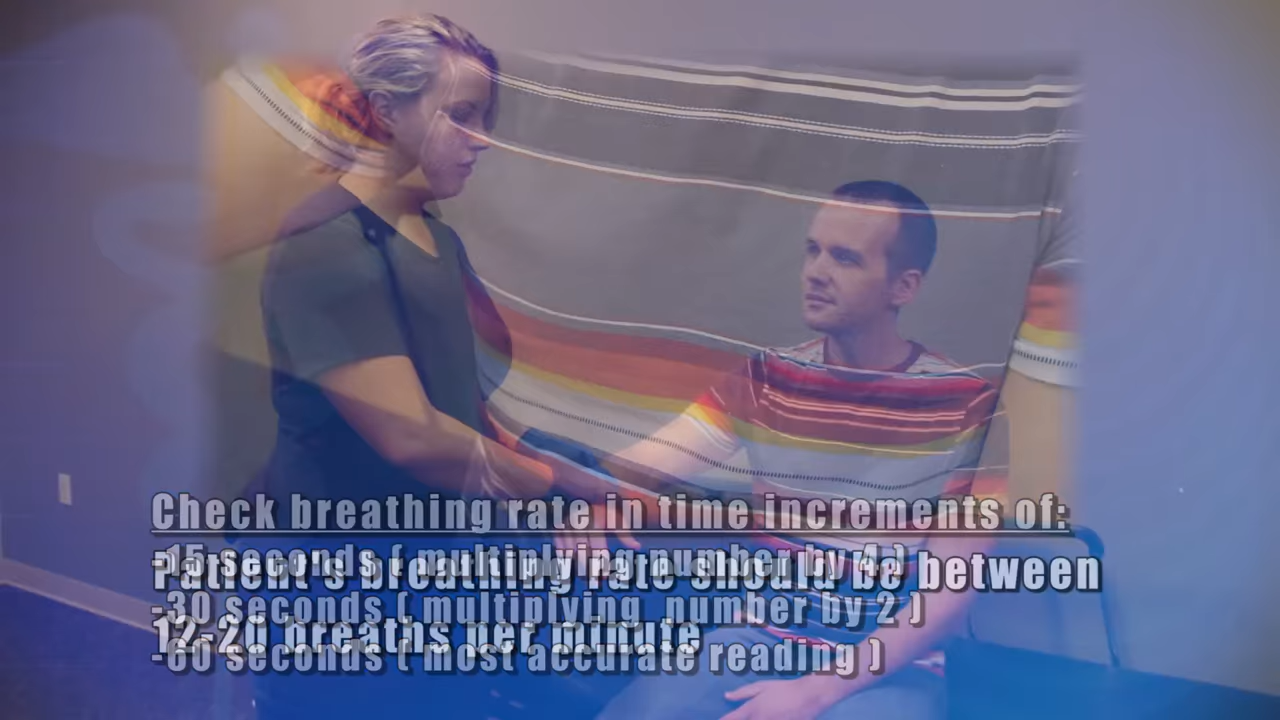 Check breathing rate in time increments of:
-15 seconds ( multiplying number by 4 )
Patient's breathing rate should be between
-30 seconds ( multiplying number by 2 )
12-20 breaths per minute
-60 seconds ( most accurate reading )